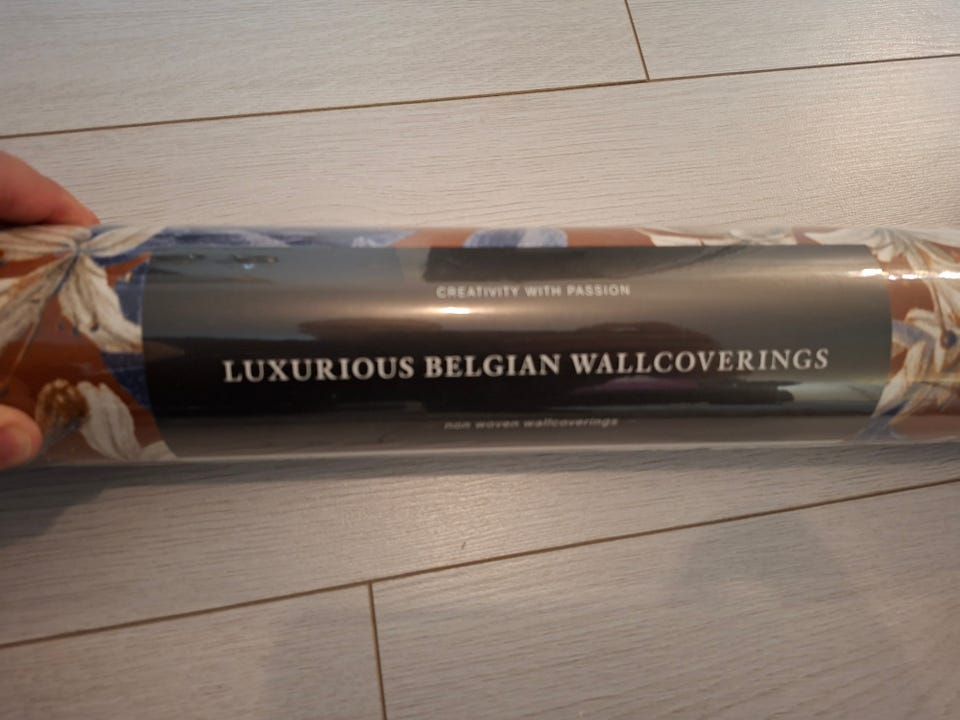 CREATIVITY WITH PASSION
LUXURIOUS BELGIAN WALLCOVERINGS
non woven wallcoverings